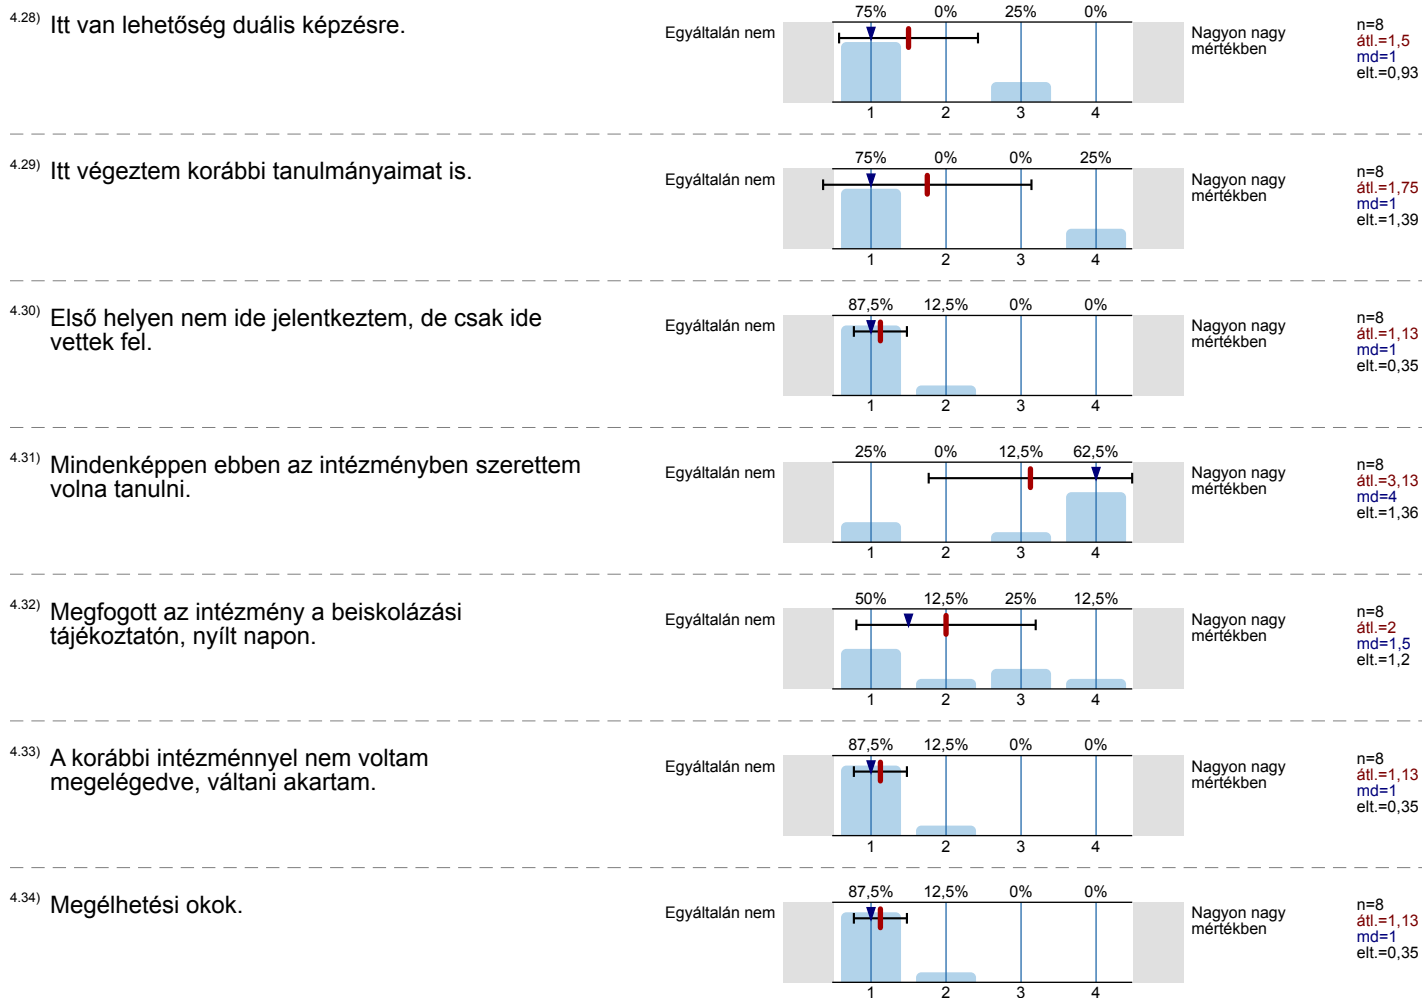 4.28) Itt van lehetőség duális képzésre.
Egyáltalán nem
75% 0% 25% 0%
1 2 3 4
Nagyon nagy
mértékben
n=8
átl.=1,5
md=1
elt.=0,93
4.29) Itt végeztem korábbi tanulmányaimat is.
Egyáltalán nem
75% 0% 0% 25%
1 2 3 4
Nagyon nagy
mértékben
n=8
átl.=1,75
md=1
elt.=1,39
4.30) Első helyen nem ide jelentkeztem, de csak ide
vettek fel.
Egyáltalán nem
87,5% 12,5% 0% 0%
1 2 3 4
Nagyon nagy
mértékben
n=8
átl.=1,13
md=1
elt.=0,35
4.31) Mindenképpen ebben az intézményben szerettem
volna tanulni.
Egyáltalán nem
25% 0% 12,5% 62,5%
1 2 3 4
Nagyon nagy
mértékben
n=8
átl.=3,13
md=4
elt.=1,36
4.32) Megfogott az intézmény a beiskolázási
tájékoztatón, nyílt napon.
Egyáltalán nem
50% 12,5% 25% 12,5%
1 2 3 4
Nagyon nagy
mértékben
n=8
átl.=2
md=1,5
elt.=1,2
4.33) A korábbi intézménnyel nem voltam
megelégedve, váltani akartam.
Egyáltalán nem
87,5% 12,5% 0% 0%
1 2 3 4
Nagyon nagy
mértékben
n=8
átl.=1,13
md=1
elt.=0,35
4.34) Megélhetési okok.
Egyáltalán nem
87,5% 12,5% 0% 0%
1 2 3 4
Nagyon nagy
mértékben
n=8
átl.=1,13
md=1
elt.=0,35